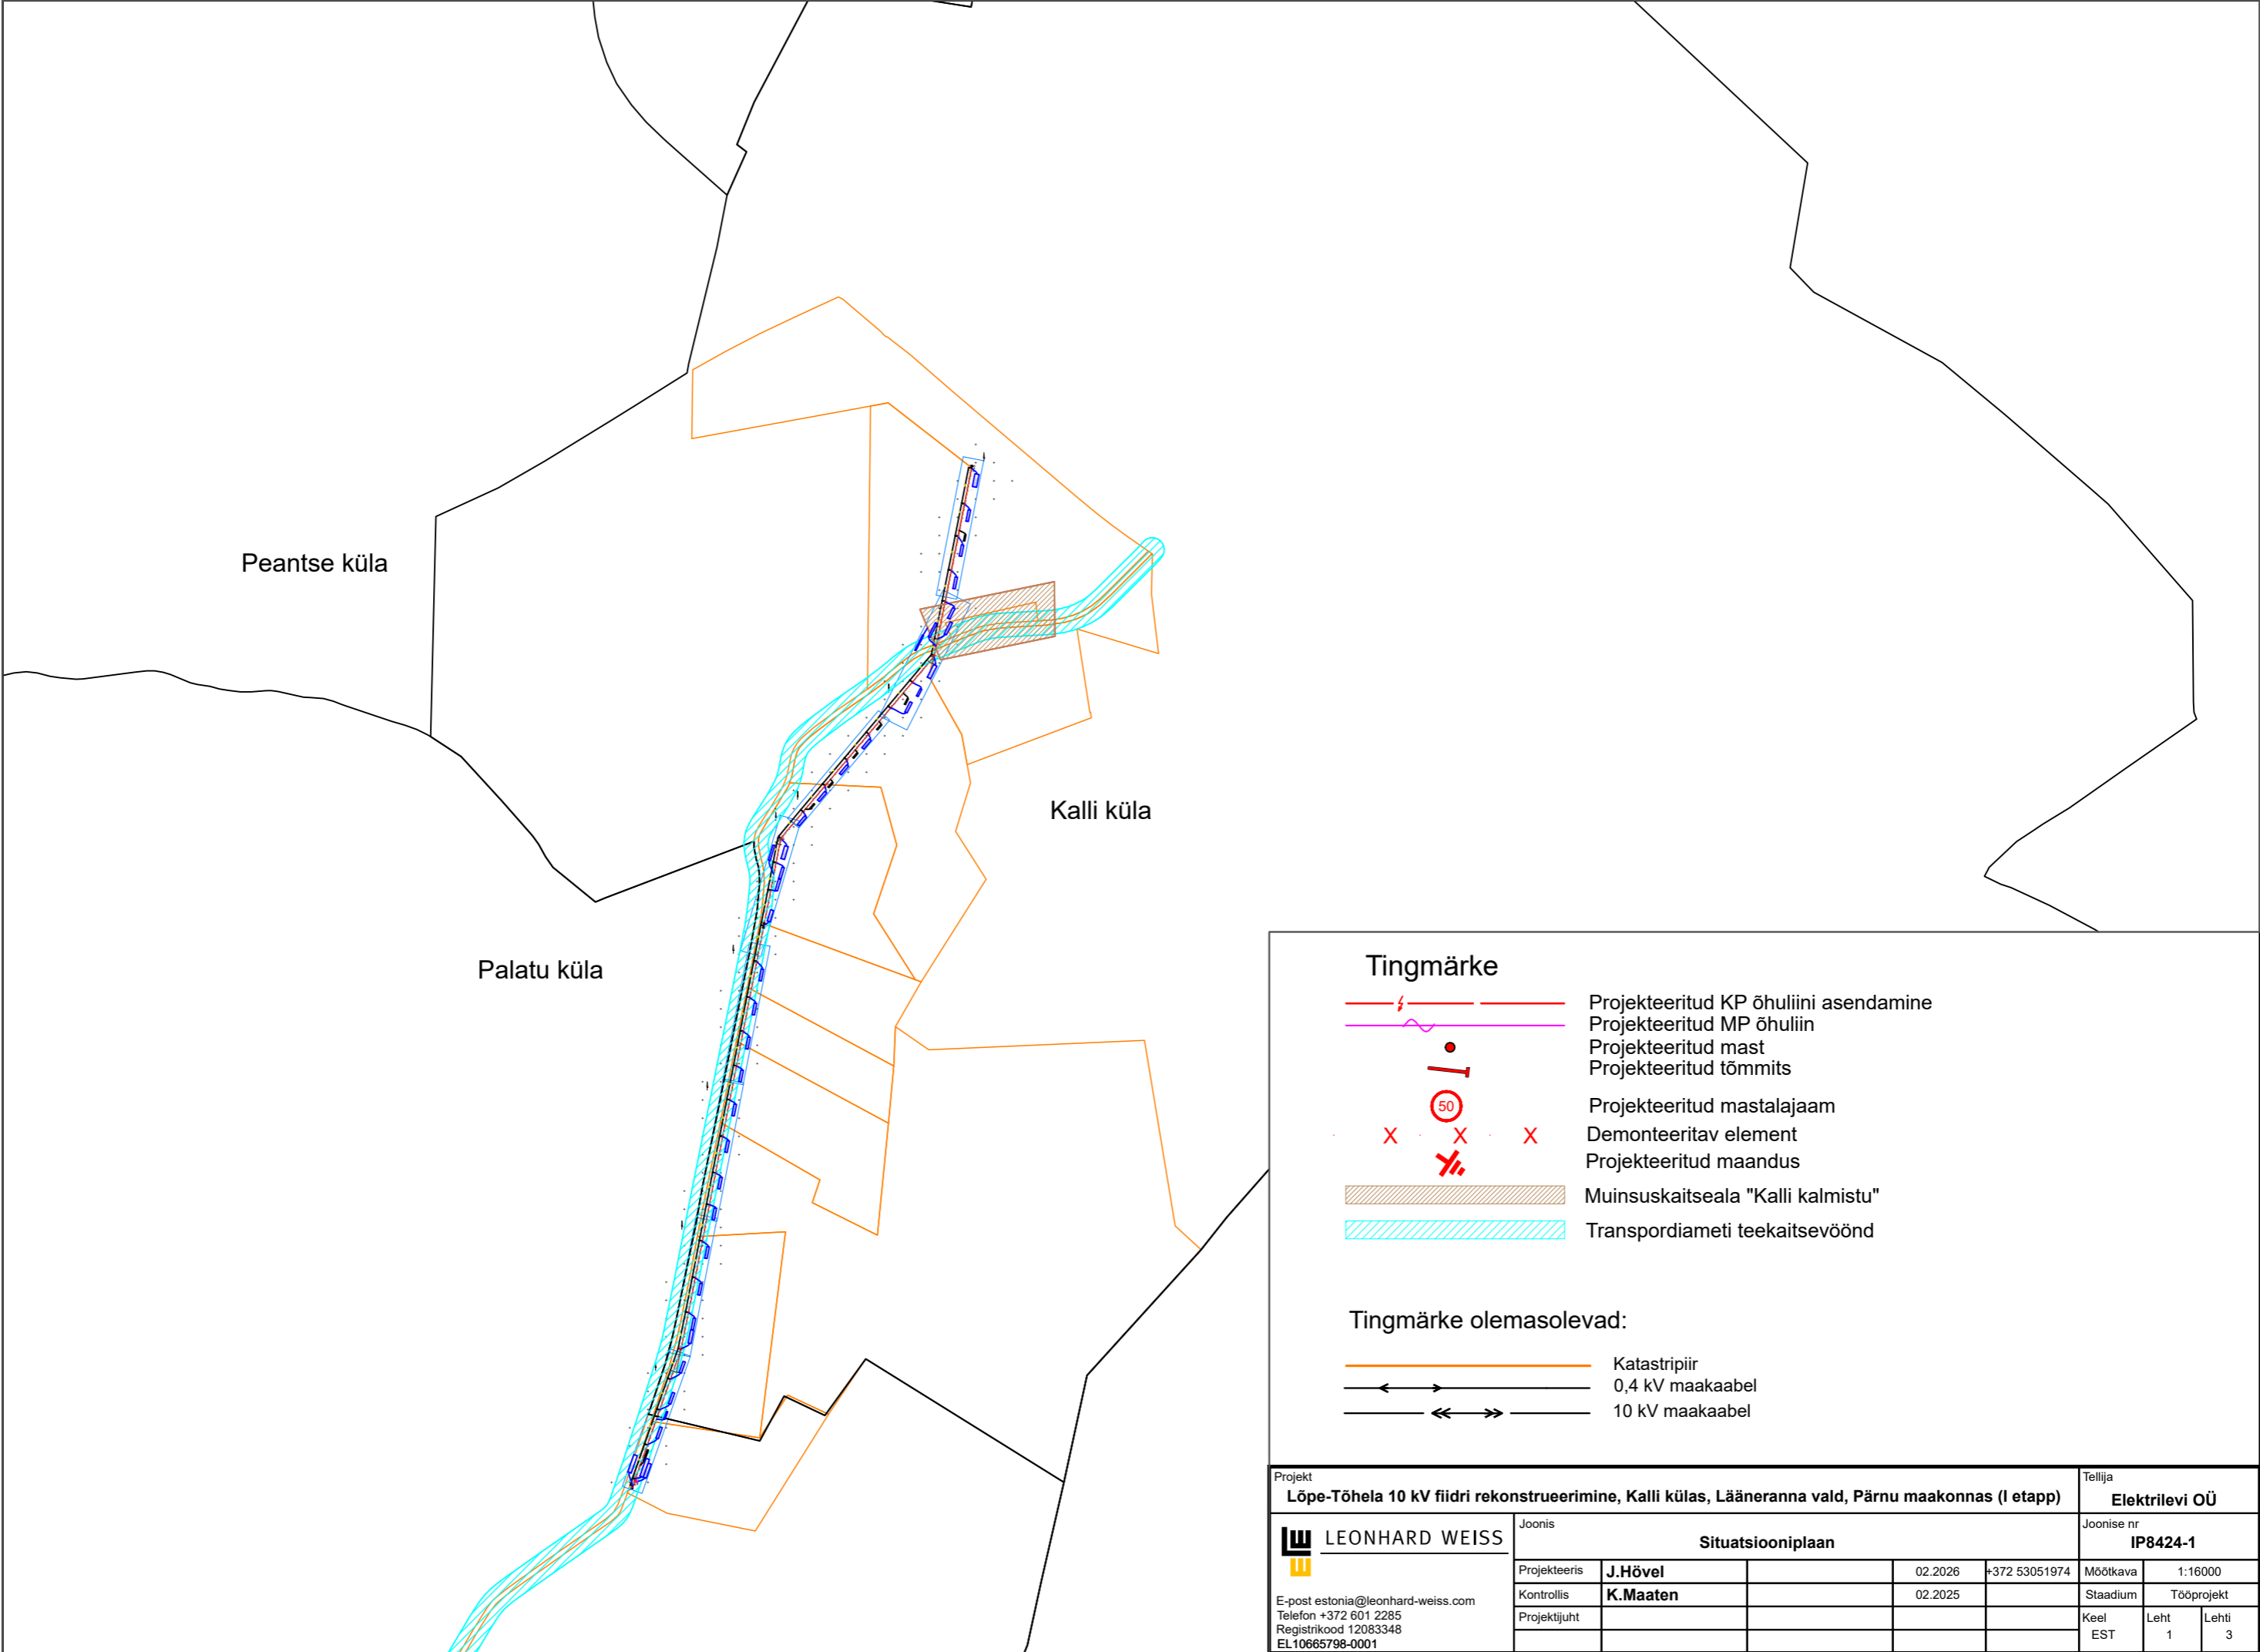 Peantse küla
Kalli küla
Palatu küla
Tingmärke
Projekteeritud KP õhuliini asendamine
Projekteeritud MP õhuliin
Projekteeritud mast
Projekteeritud tõmmits
50
Projekteeritud mastalajaam
X X X
Demonteeritav element
Projekteeritud maandus
Muinsuskaitseala "Kalli kalmistu"
Transpordiameti teekaitsevöönd
Tingmärke olemasolevad:
Katastripiir
0,4 kV maakaabel
10 kV maakaabel
Projekt
Lõpe-Tõhela 10 kV fiidri rekonstrueerimine, Kalli külas, Lääneranna vald, Pärnu maakonnas (I etapp)
Tellija
Elektrilevi OÜ
LEONHARD WEISS
E-post estonia@leonhard-weiss.com
Telefon +372 601 2285
Registrikood 12083348
EL10665798-0001
Joonis
Situatsiooniplaan
Joonise nr
IP8424-1
Projekteeris J.Hövel 02.2026 +372 53051974
Mõõtkava 1:16000
Kontrollis K.Maaten 02.2025
Staadium Tööprojekt
Projektijuht
Keel Leht Lehti
EST 1 3